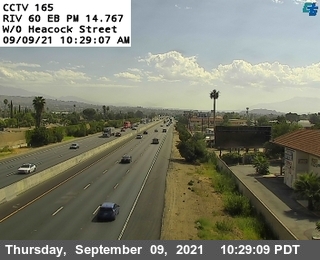 CCTV 165
RIV 60 EB PM 14.767
W/O Heacock Street
09/09/21 10:29:07 AM
Thursday, September 09, 2021 10:29:09 PDT